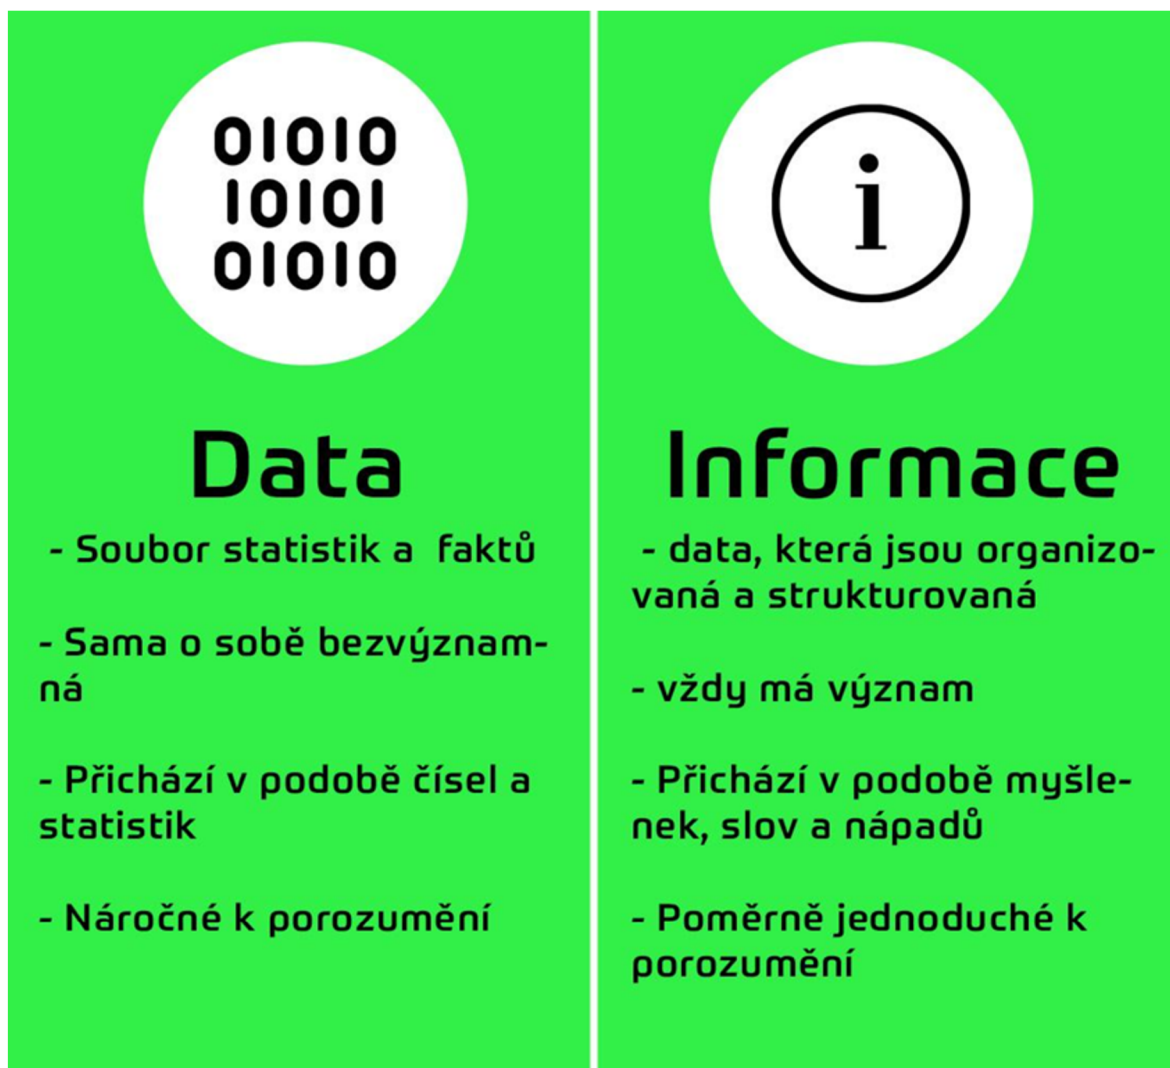 01010
10101
01010
Data
- Soubor statistik a faktů
- Sama o sobě bezvýznam-
ná
- Přichází v podobě čísel a
statistik
- Náročné k porozumění
i
Informace
- data, která jsou organizo-
vaná a strukturovaná
- vždy má význam
- Přichází v podobě myšle-
nek, slov a nápadů
- Poměrně jednoduché k
porozumění